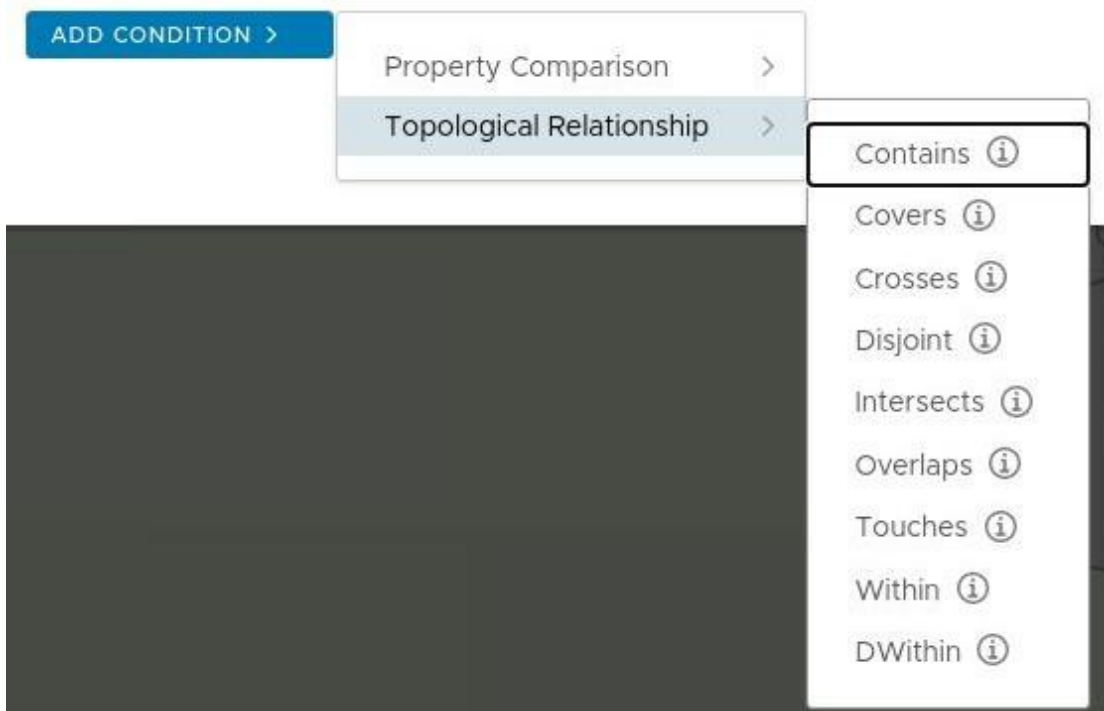 ADD CONDITION >
Property Comparison >
Topological Relationship >
Contains
Covers
Crosses
Disjoint
Intersects
Overlaps
Touches
Within
DWithin